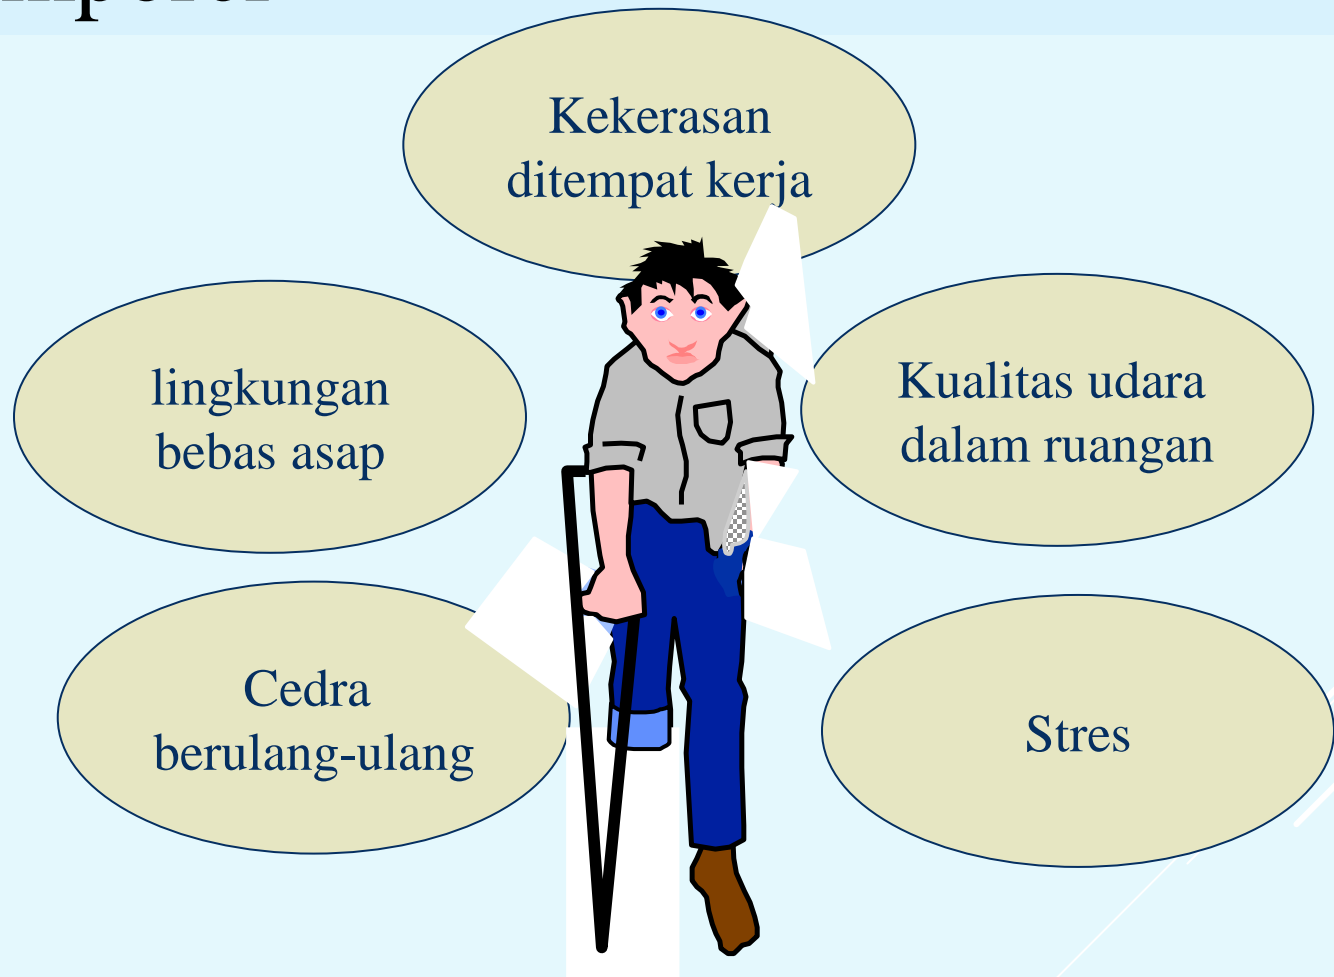 Kekerasan
ditempat kerja
lingkungan
bebas asap
Kualitas udara
dalam ruangan
Cedra
berulang-ulang
Stres